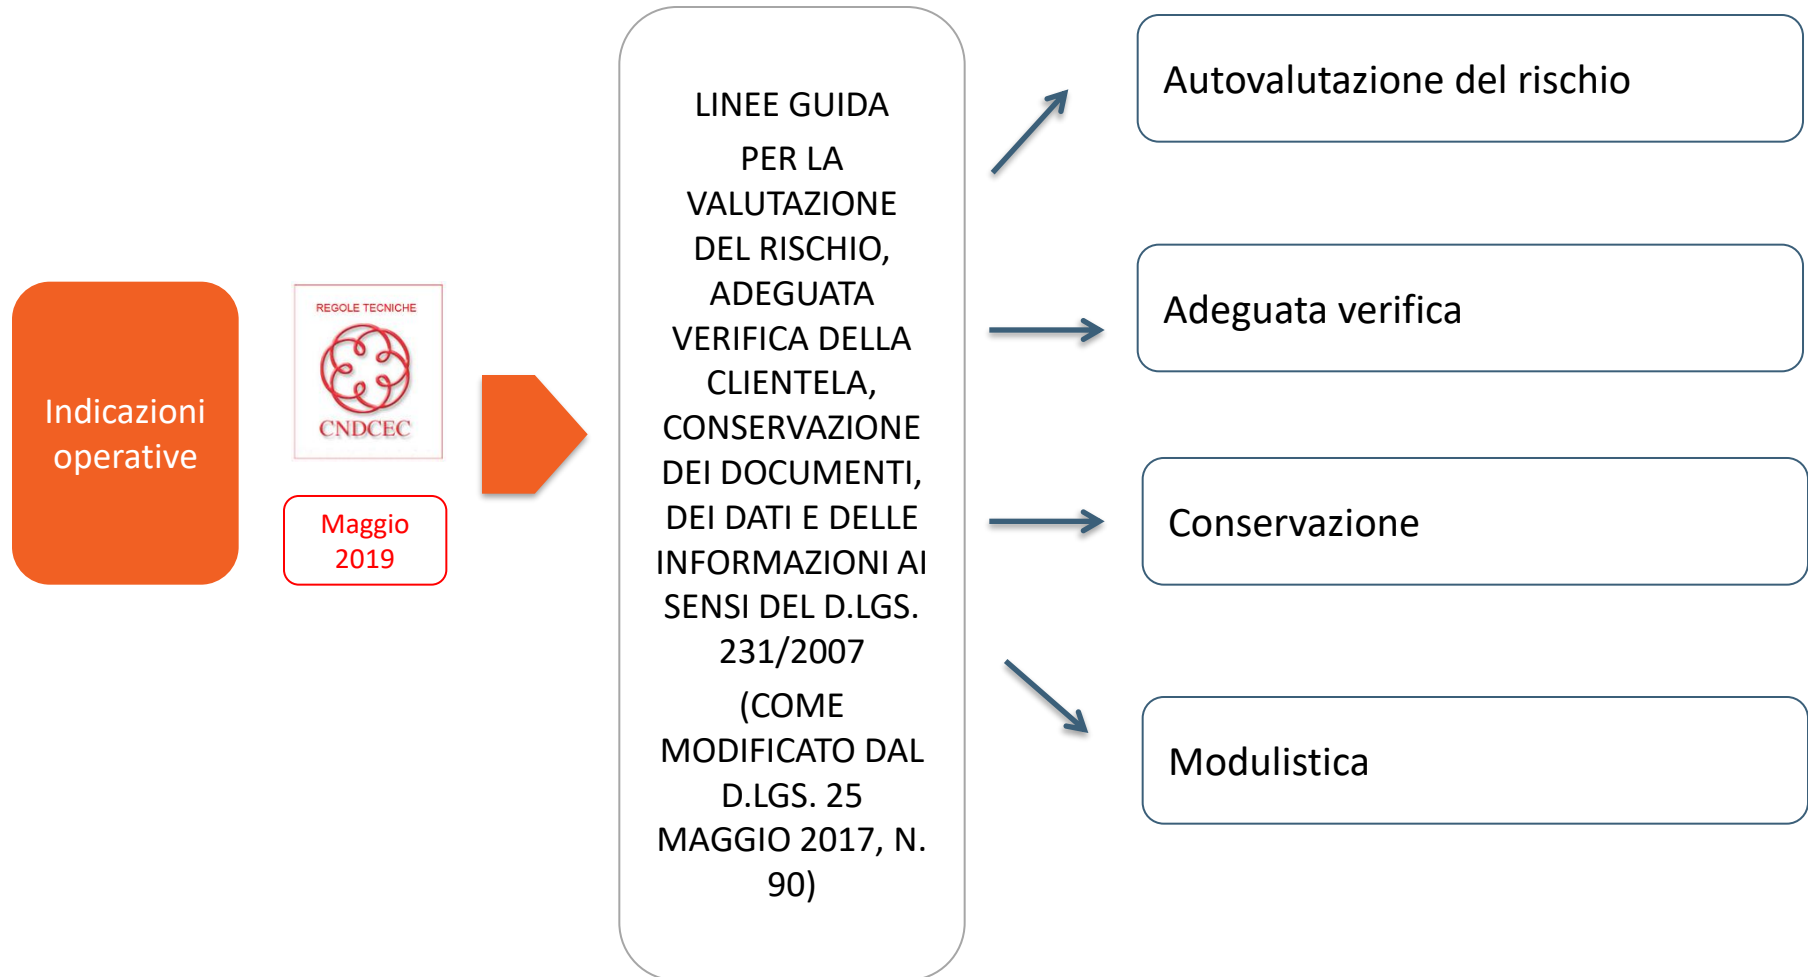 Indicazioni
operative
REGOLE TECNICHE
CNDCEC
Maggio
2019
LINEE GUIDA
PER LA
VALUTAZIONE
DEL RISCHIO,
ADEGUATA
VERIFICA DELLA
CLIENTELA,
CONSERVAZIONE
DEI DOCUMENTI,
DEI DATI E DELLE
INFORMAZIONI AI
SENSI DEL D.LGS.
231/2007
(COME
MODIFICATO DAL
D.LGS. 25
MAGGIO 2017, N.
90)
Autovalutazione del rischio
Adeguata verifica
Conservazione
Modulistica